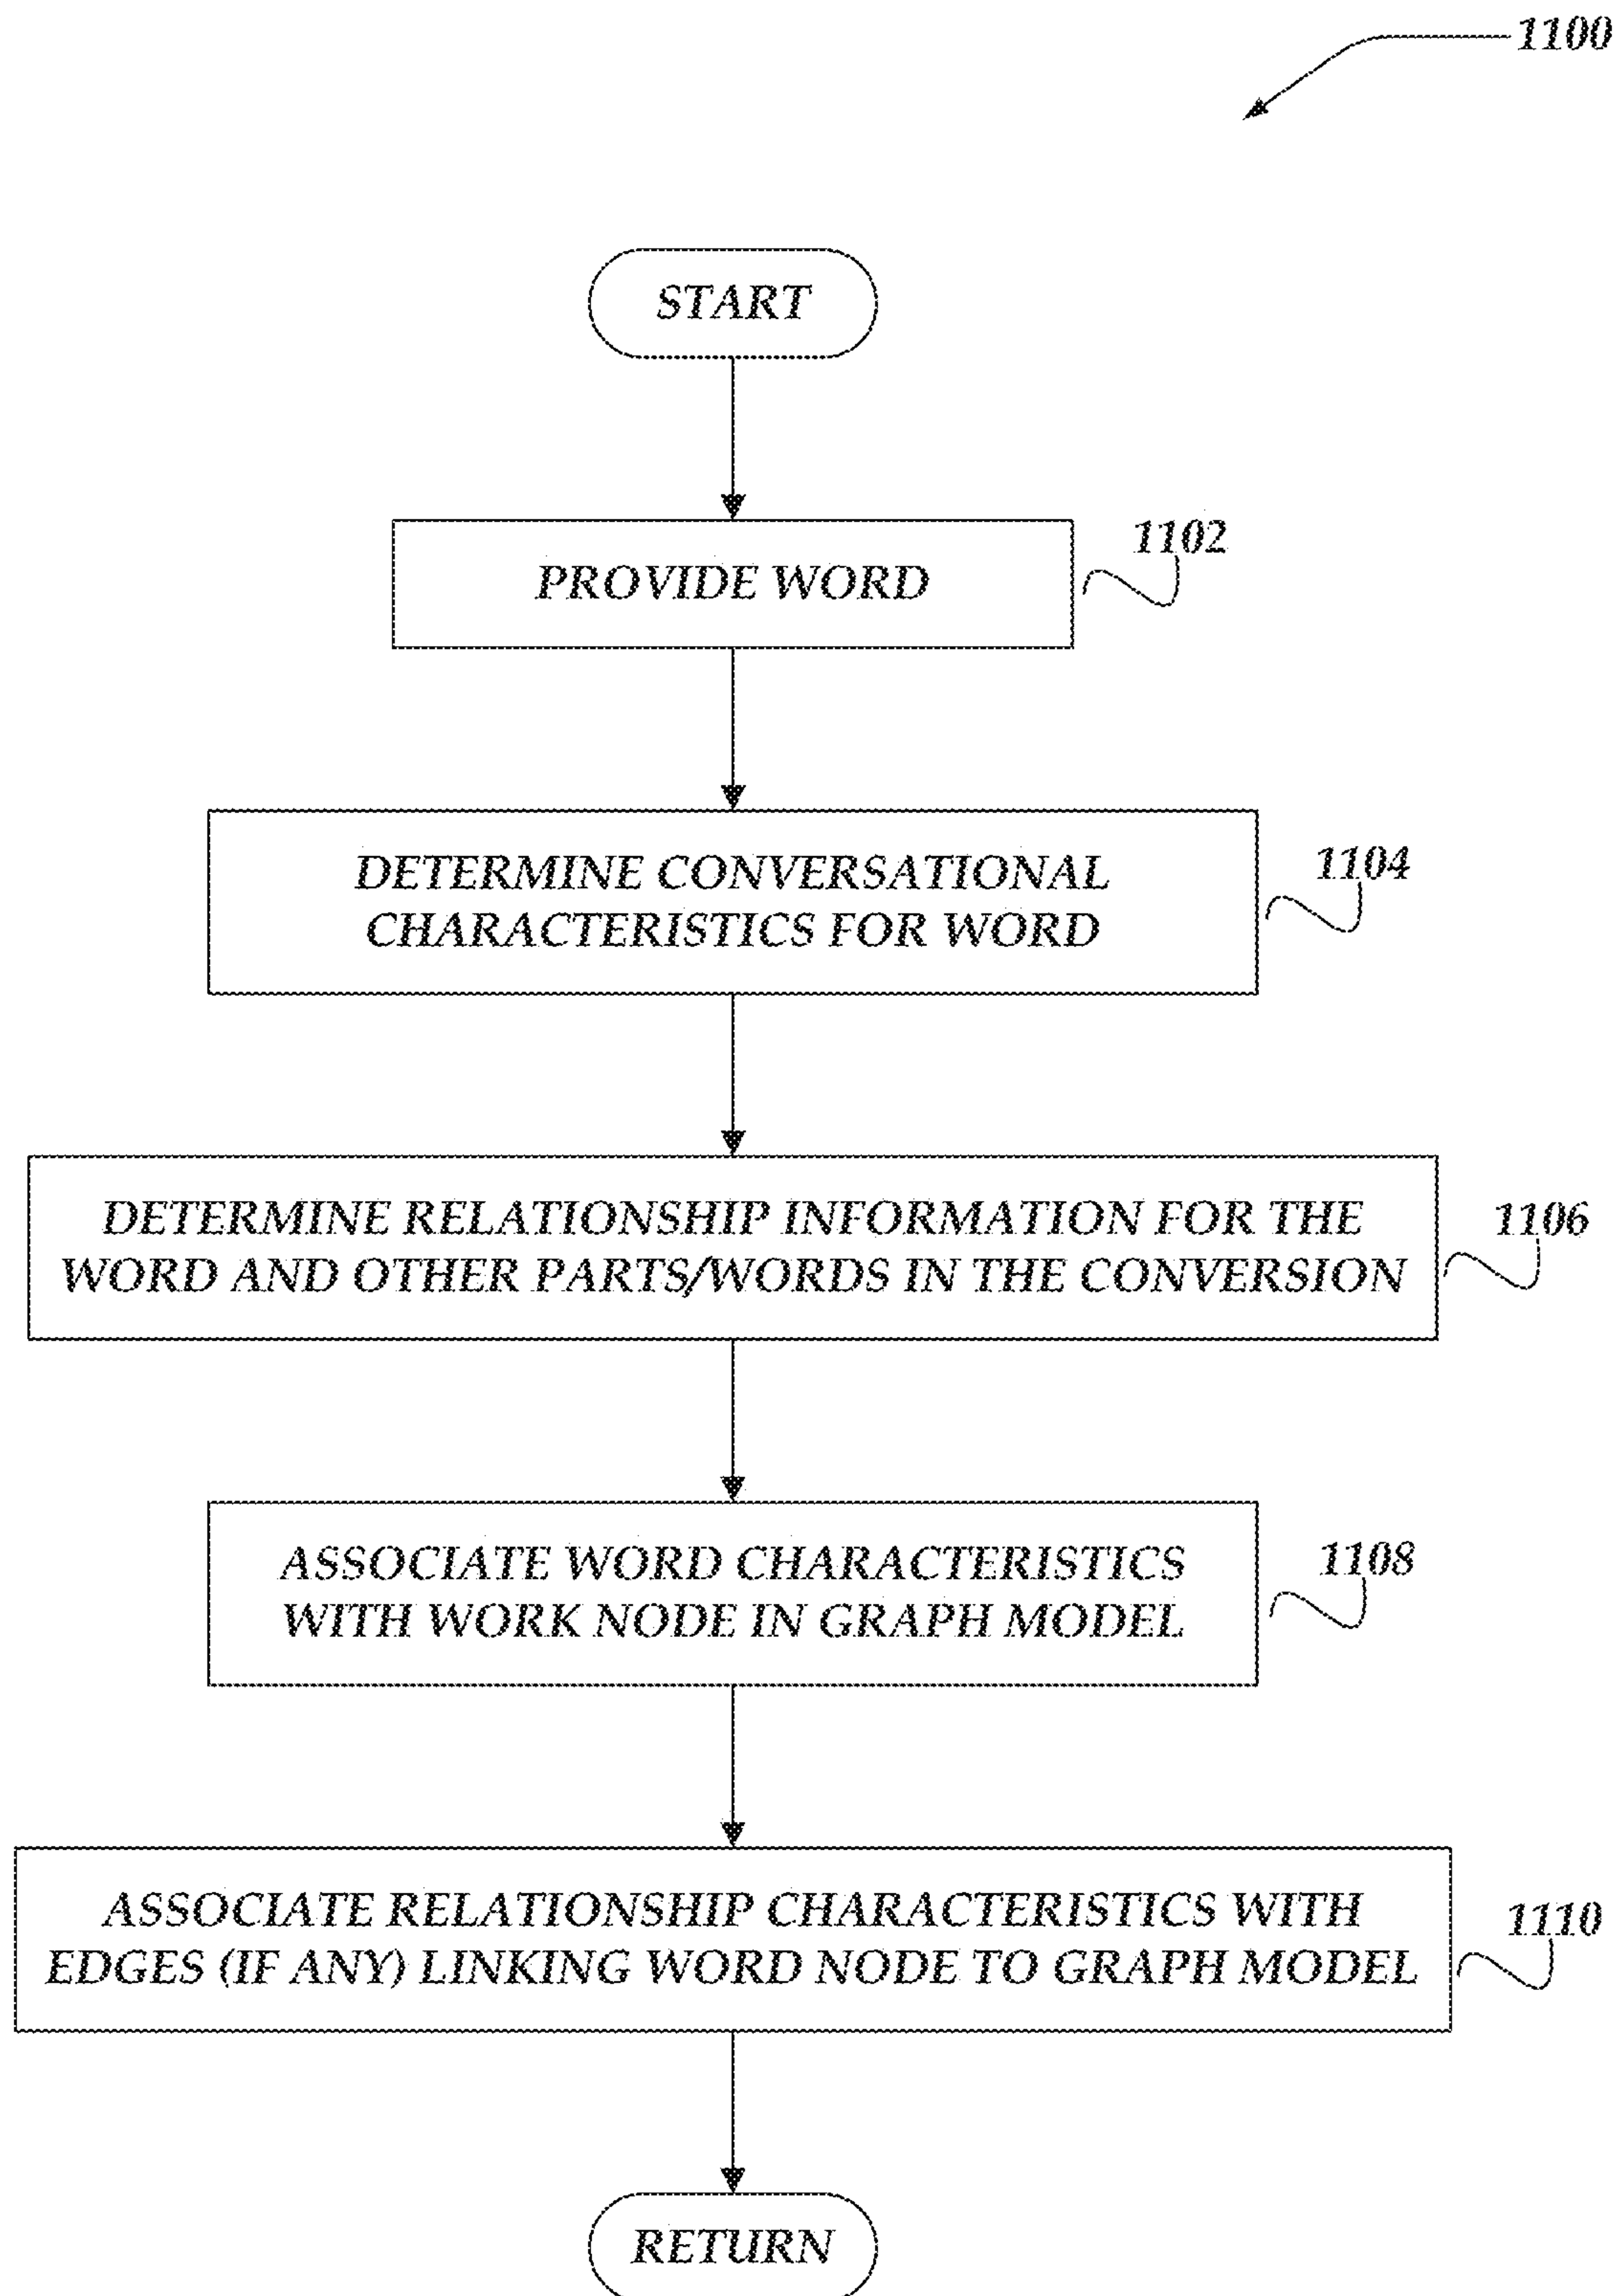 1100
START
PROVIDE WORD
1102
DETERMINE CONVERSATIONAL
CHARACTERISTICS FOR WORD
1104
DETERMINE RELATIONSHIP INFORMATION FOR THE
WORD AND OTHER PARTS/WORDS IN THE CONVERSION
1106
ASSOCIATE WORD CHARACTERISTICS
WITH WORK NODE IN GRAPH MODEL
1108
ASSOCIATE RELATIONSHIP CHARACTERISTICS WITH
EDGES (IF ANY) LINKING WORD NODE TO GRAPH MODEL
1110
RETURN